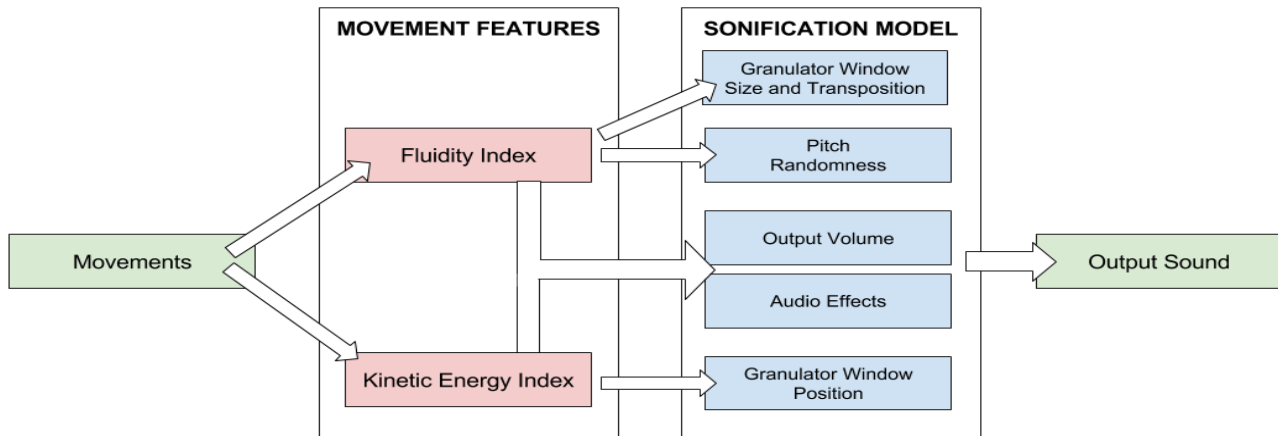 MOVEMENT FEATURES
SONIFICATION MODEL
Granulator Window
Size and Transposition
Fluidity Index
Pitch
Randomness
Movements
Output Volume
Output Sound
Audio Effects
Kinetic Energy Index
Granulator Window
Position